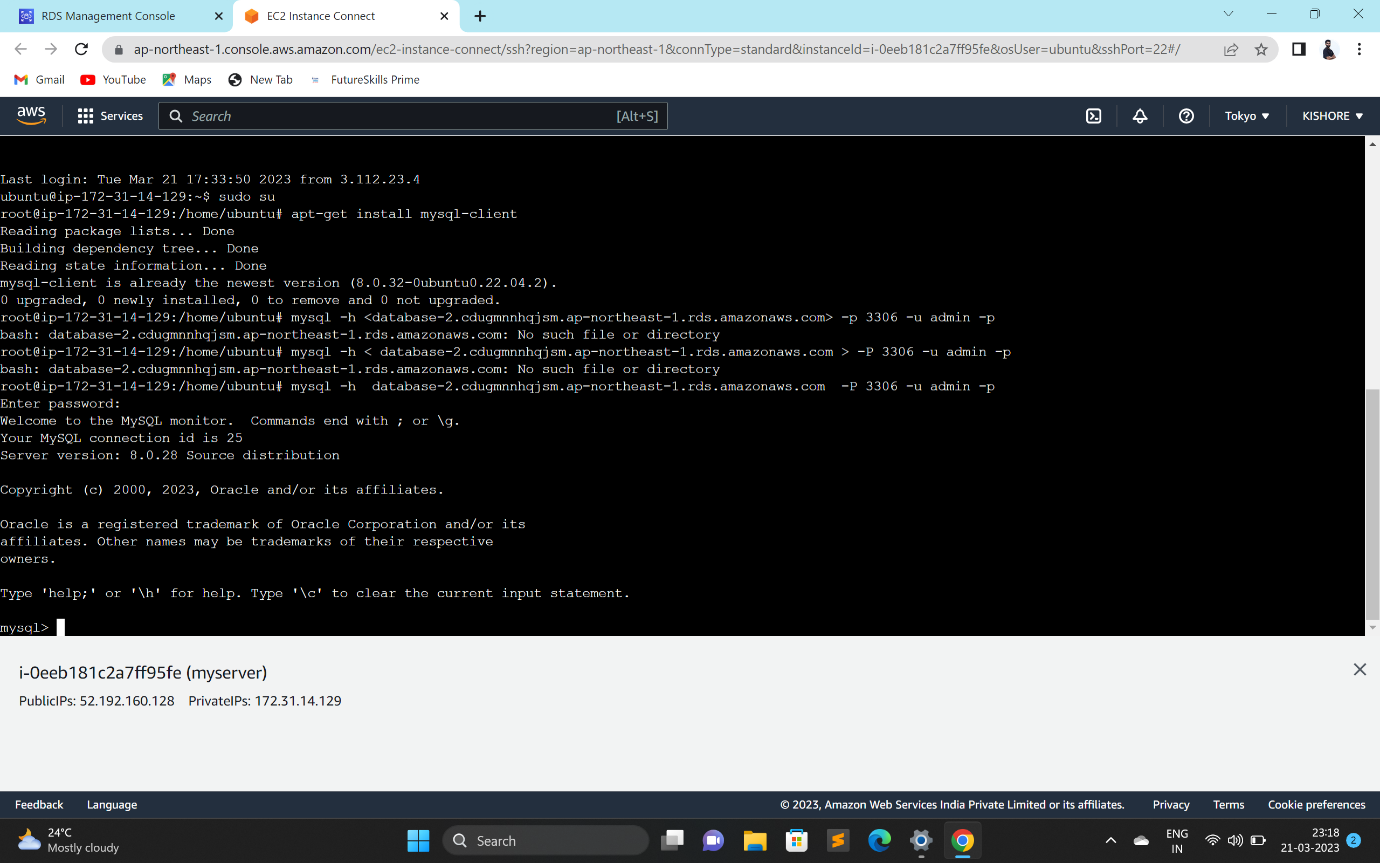 RDS Management Console
EC2 Instance Connect
ap-northeast-1.console.aws.amazon.com/ec2-instance-connect/ssh?region=ap-northeast-1&connType=standard&instanceId=i-0eeb181c2a7ff95fe&osUser=ubuntu&sshPort=22#/
Gmail YouTube Maps New Tab FutureSkills Prime
aws Services Search [Alt+S] Tokyo KISHORE
Last login: Tue Mar 21 17:33:50 2023 from 3.112.23.4
ubuntu@ip-172-31-14-129:~$ sudo su
root@ip-172-31-14-129:/home/ubuntu# apt-get install mysql-client
Reading package lists... Done
Building dependency tree... Done
Reading state information... Done
mysql-client is already the newest version (8.0.32-0ubuntu0.22.04.2).
0 upgraded, 0 newly installed, 0 to remove and 0 not upgraded.
root@ip-172-31-14-129:/home/ubuntu# mysql -h <database-2.cdugmnnhqjsm.ap-northeast-1.rds.amazonaws.com> -p 3306 -u admin -p
bash: database-2.cdugmnnhqjsm.ap-northeast-1.rds.amazonaws.com: No such file or directory
root@ip-172-31-14-129:/home/ubuntu# mysql -h < database-2.cdugmnnhqjsm.ap-northeast-1.rds.amazonaws.com > -P 3306 -u admin -p
bash: database-2.cdugmnnhqjsm.ap-northeast-1.rds.amazonaws.com: No such file or directory
root@ip-172-31-14-129:/home/ubuntu# mysql -h  database-2.cdugmnnhqjsm.ap-northeast-1.rds.amazonaws.com  -P 3306 -u admin -p
Enter password:
Welcome to the MySQL monitor.  Commands end with ; or \g.
Your MySQL connection id is 25
Server version: 8.0.28 Source distribution
Copyright (c) 2000, 2023, Oracle and/or its affiliates.
Oracle is a registered trademark of Oracle Corporation and/or its
affiliates. Other names may be trademarks of their respective
owners.
Type 'help;' or '\h' for help. Type '\c' to clear the current input statement.
mysql>
i-0eeb181c2a7ff95fe (myserver)
PublicIPs: 52.192.160.128 PrivateIPs: 172.31.14.129
Feedback Language © 2023, Amazon Web Services India Private Limited or its affiliates. Privacy Terms Cookie preferences
24°C
Mostly cloudy
Search
ENG
IN
23:18
21-03-2023
2